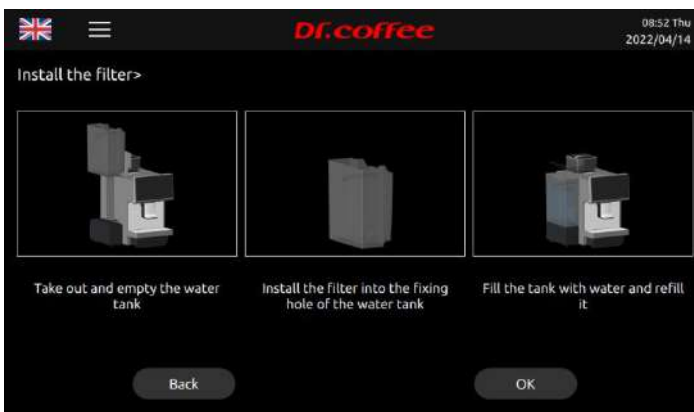 Dr.coffee
08:52 Thu
2022/04/14
Install the filter>
Take out and empty the water
tank
Install the filter into the fixing
hole of the water tank
Fill the tank with water and refill
it
Back
OK